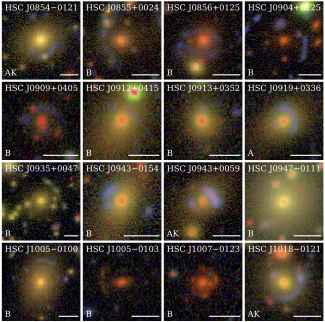 HSC J0854−0121
AK
HSC J0855+0024
B
HSC J0856+0125
B
HSC J0904+0125
B
HSC J0909+0405
B
HSC J0912+0415
B
HSC J0913+0352
B
HSC J0919+0336
A
HSC J0935+0047
B
HSC J0943−0154
B
HSC J0943+0059
AK
HSC J0947−0111
B
HSC J1005−0100
B
HSC J1005−0103
B
HSC J1007−0123
B
HSC J1018−0121
AK